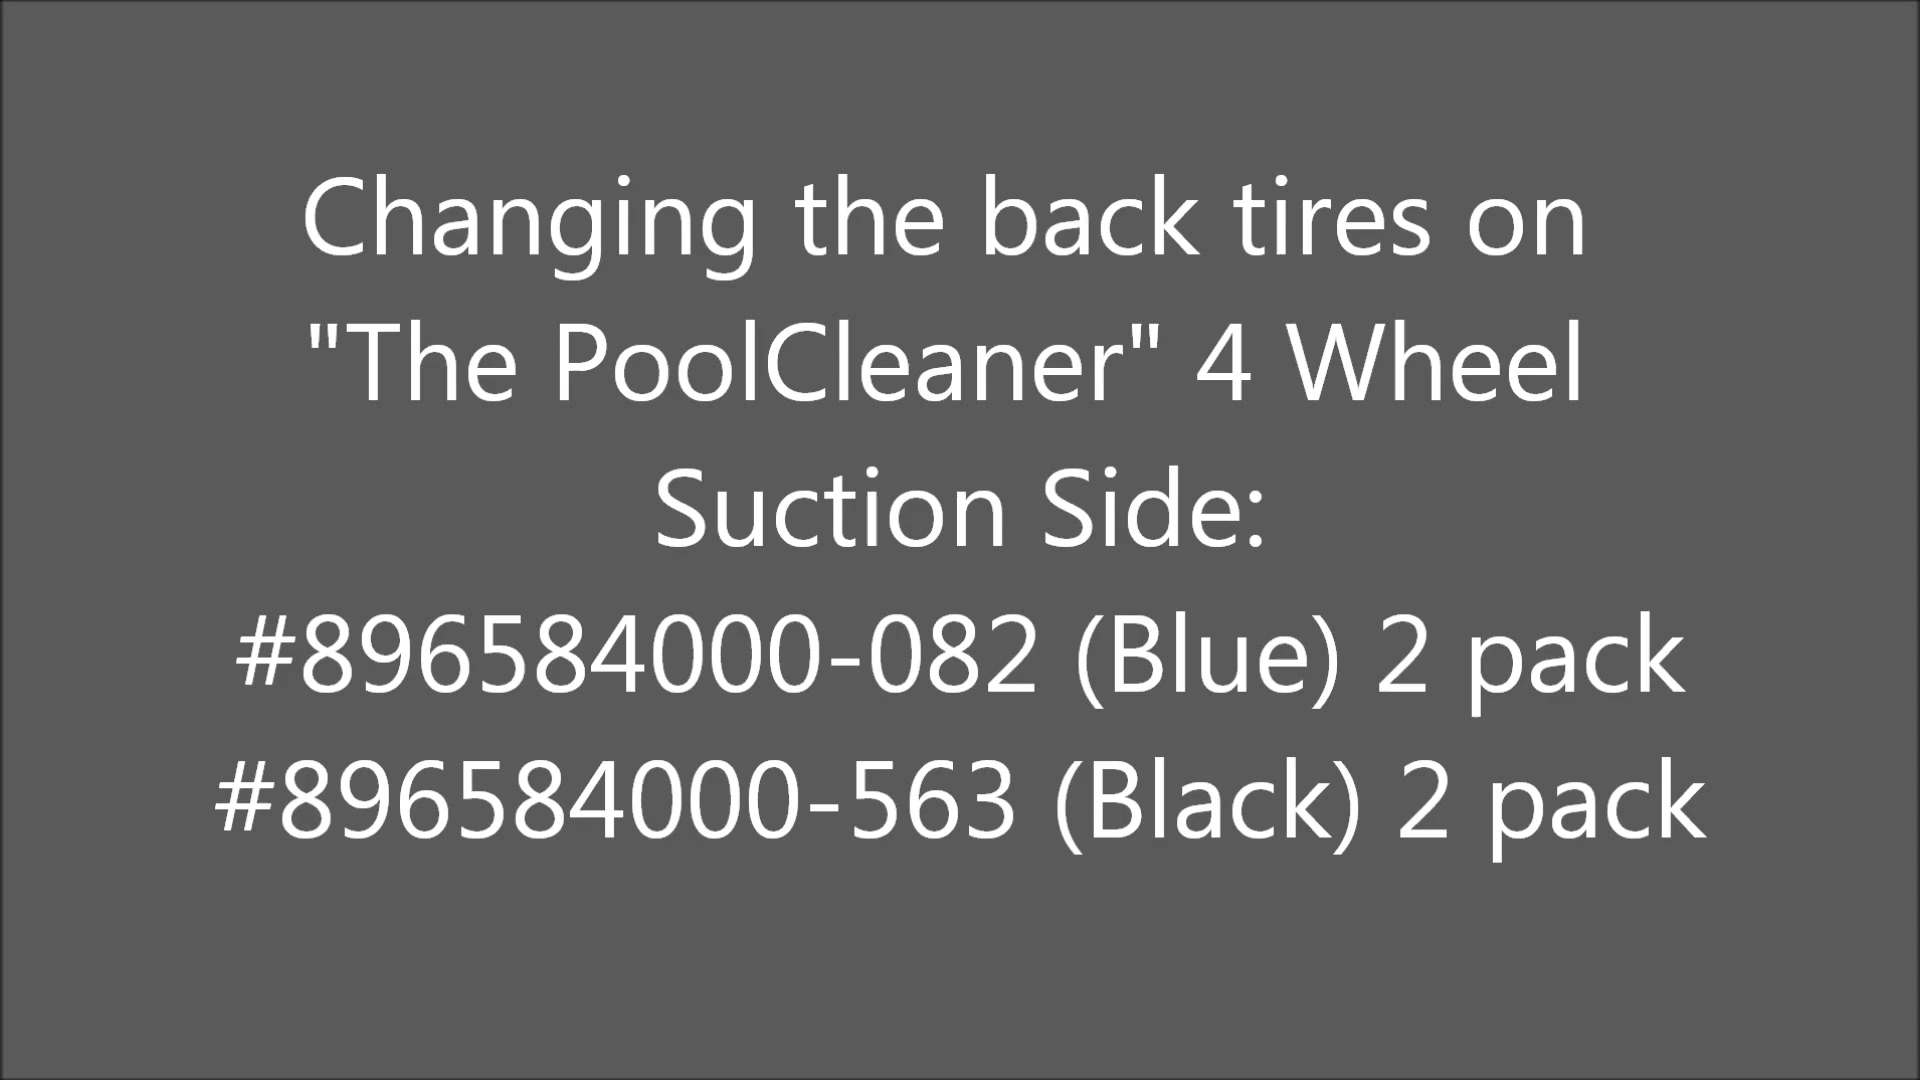 Changing the back tires on
"The PoolCleaner" 4 Wheel
Suction Side:
#896584000-082 (Blue) 2 pack
#896584000-563 (Black) 2 pack